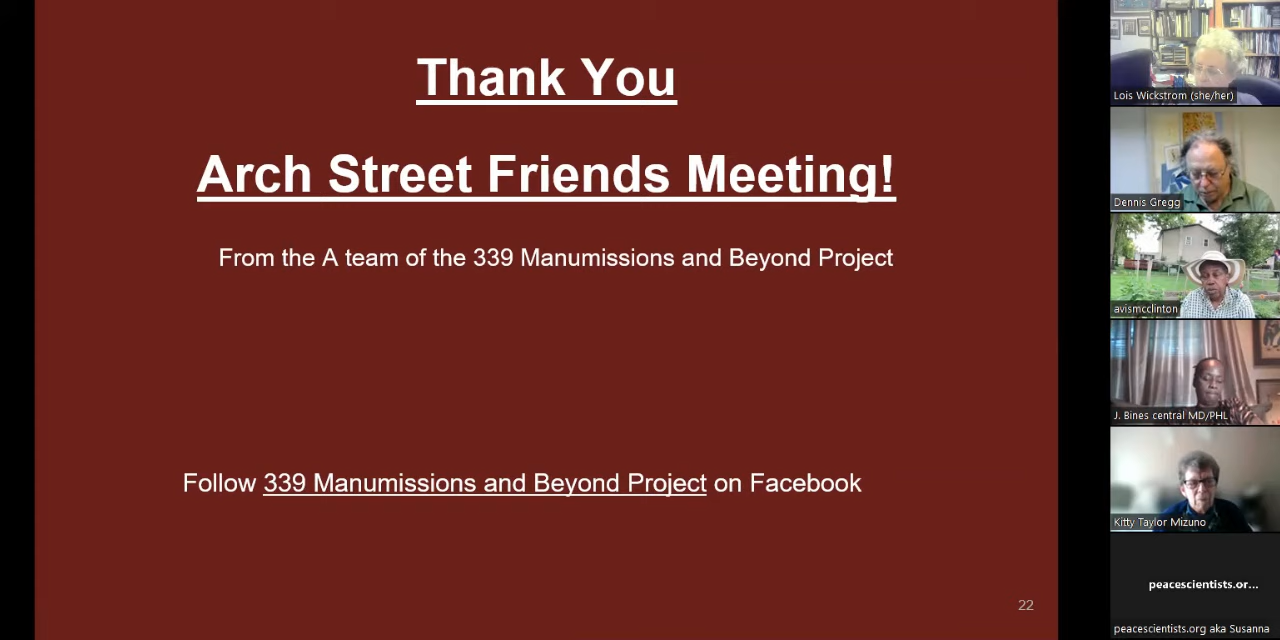 Thank You
Arch Street Friends Meeting!
From the A team of the 339 Manumissions and Beyond Project
Follow 339 Manumissions and Beyond Project on Facebook
22
Lois Wickstrom (she/her)
Dennis Gregg
avismcclinton
J. Bines central MD/PHL
Kitty Taylor Mizuno
peacescientists.or...
peacescientists.org aka Susanna